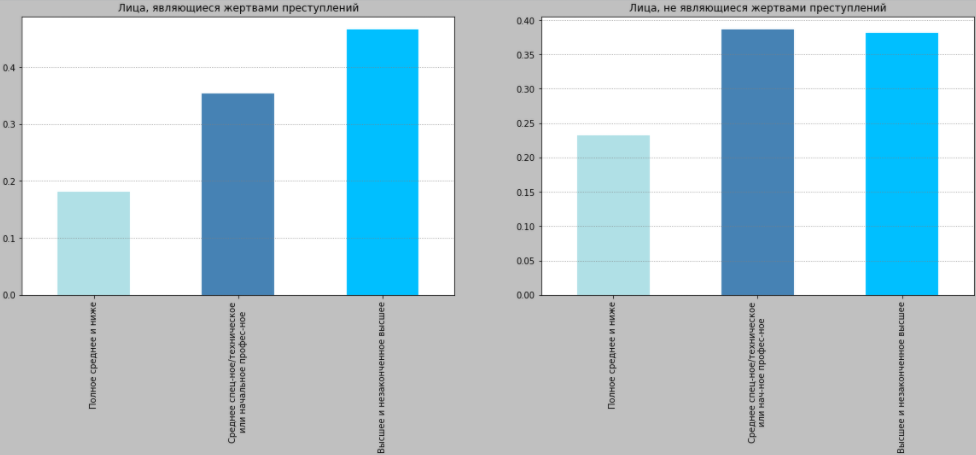 Лица, являющиеся жертвами преступлений
0.4
0.3
0.2
0.1
0.0
Полное среднее и ниже
Среднее спец-ное/техническое
или начальное профес-ное
Высшее и незаконченное высшее
Лица, не являющиеся жертвами преступлений
0.40
0.35
0.30
0.25
0.20
0.15
0.10
0.05
0.00
Полное среднее и ниже
Среднее спец-ное/техническое
или нач-ное профес-ное
Высшее и незаконченное высшее